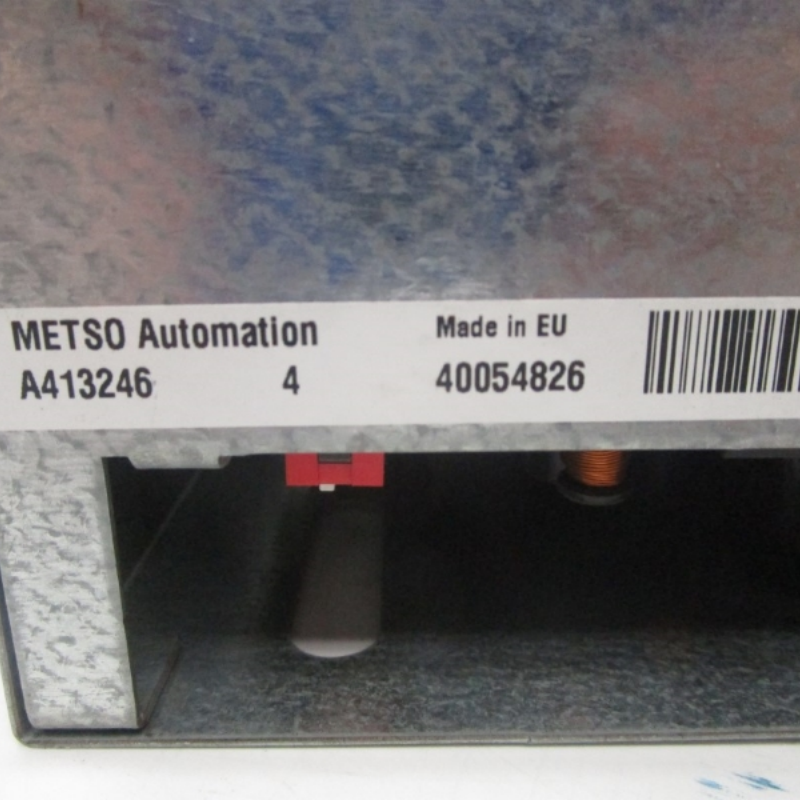 METSO Automation Made in EU
A413246 4 40054826